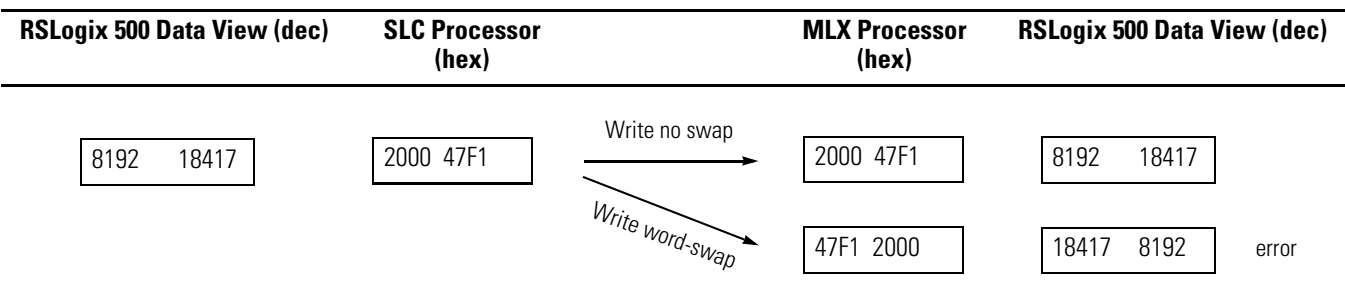 RSLogix 500 Data View (dec) SLC Processor (hex) MLX Processor (hex) RSLogix 500 Data View (dec)
Write no swap
8192 18417 2000 47F1 2000 47F1 8192 18417
Write word-swap
47F1 2000 18417 8192 error